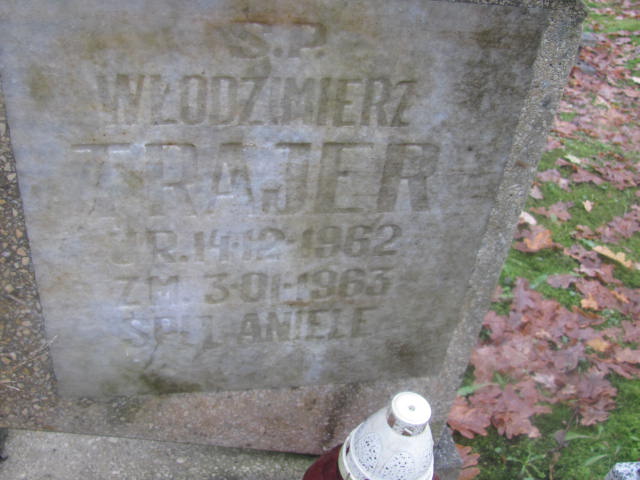 Ś.P.
WŁODZIMIERZ
TRAJER
UR. 14-12-1962
ZM. 3-01-1963
ŚPIJ ANIELE